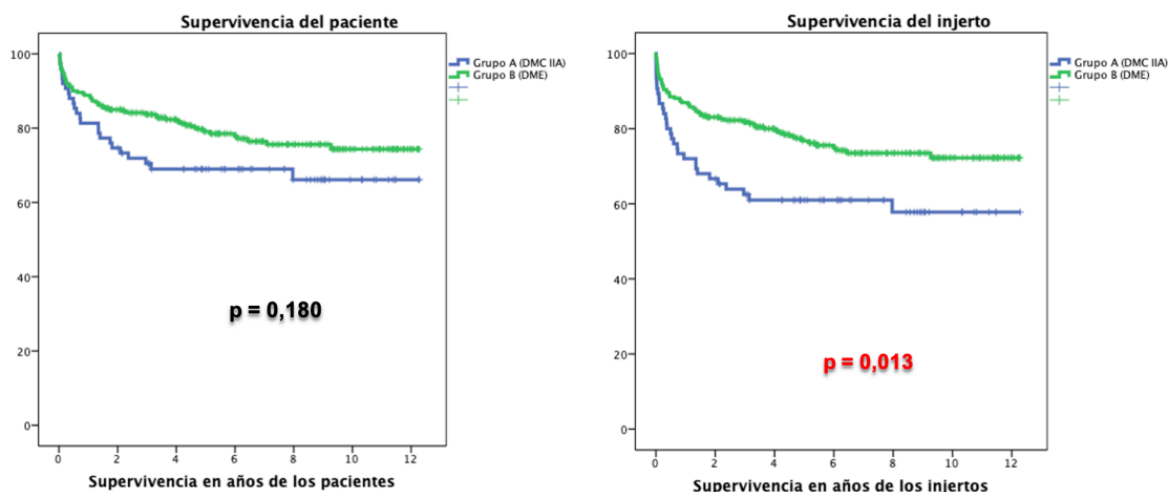 Supervivencia del paciente
100
80
60
40
20
0
0 2 4 6 8 10 12
Grupo A (DMC IIA)
Grupo B (DME)
p = 0,180
Supervivencia en años de los pacientes
Supervivencia del injerto
100
80
60
40
20
0
0 2 4 6 8 10 12
Grupo A (DMC IIA)
Grupo B (DME)
p = 0,013
Supervivencia en años de los injertos